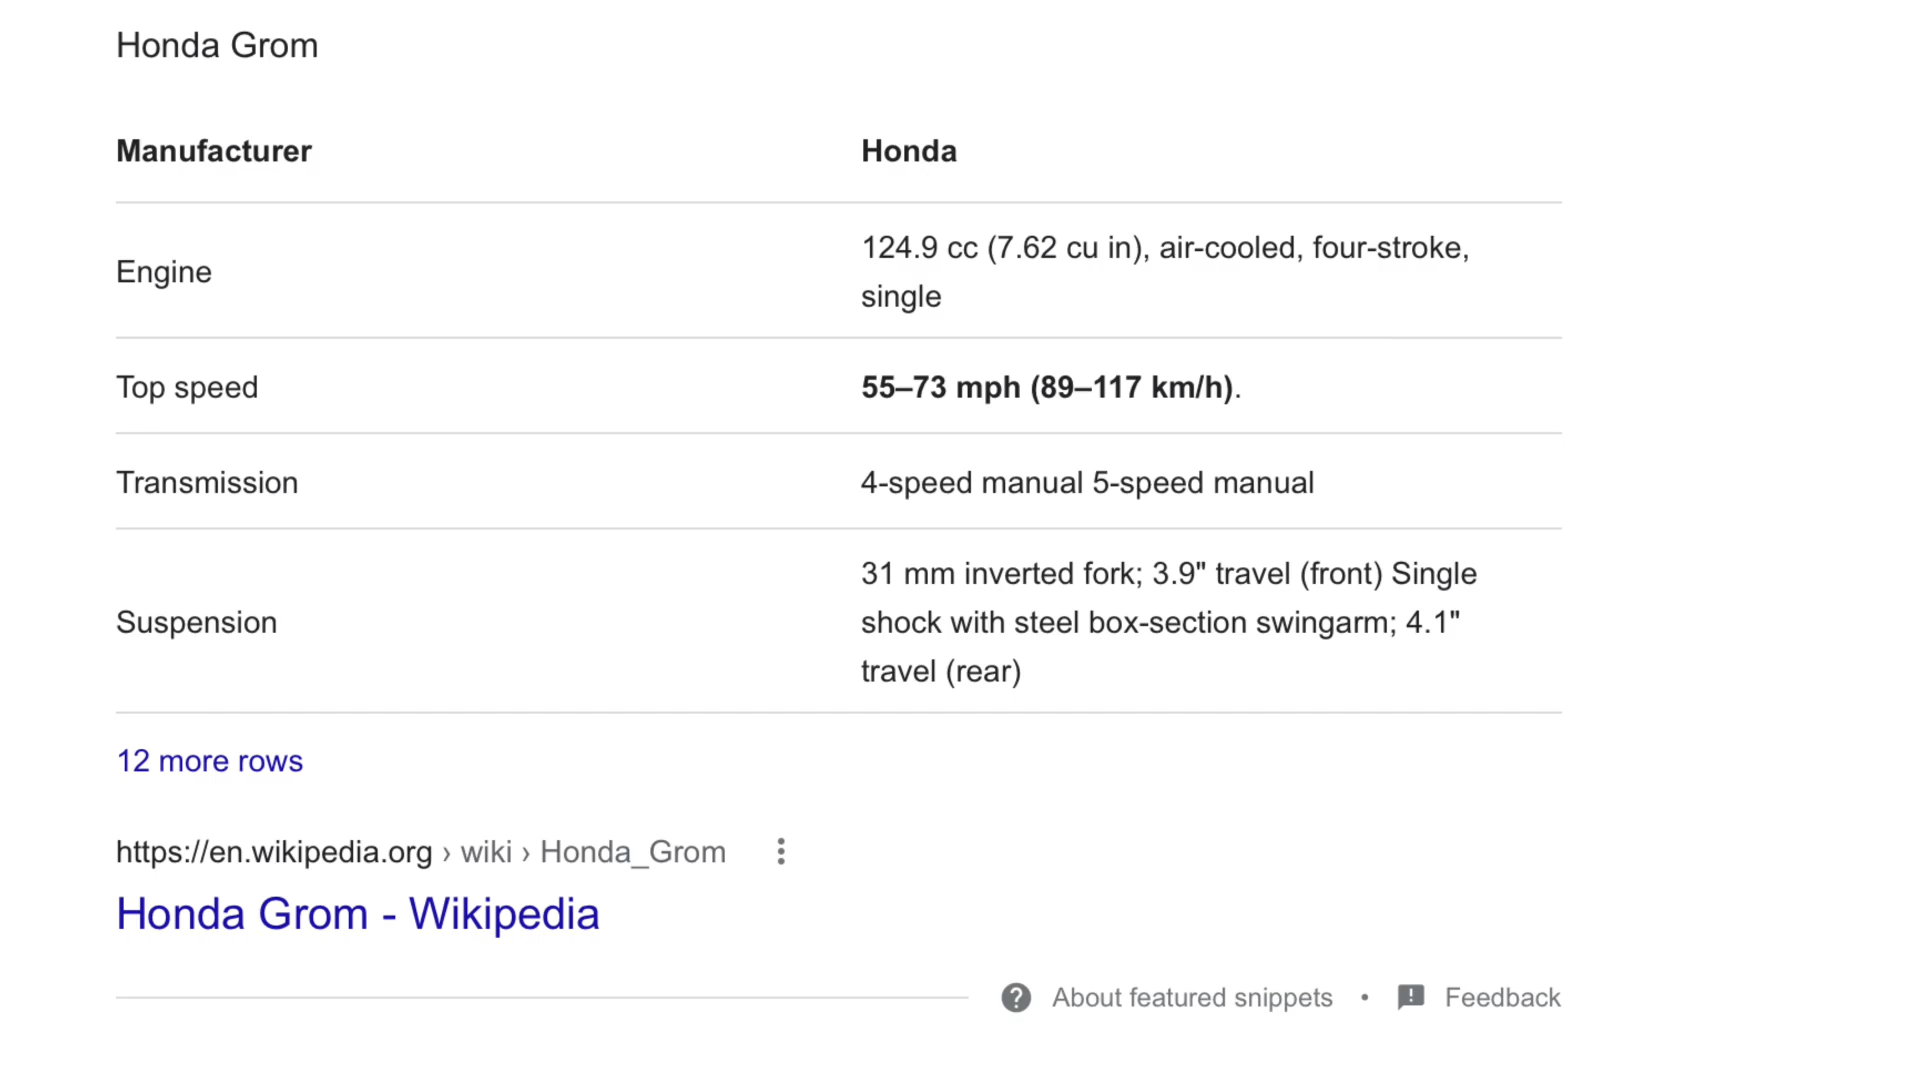 Honda Grom
Manufacturer
Honda
Engine
124.9 cc (7.62 cu in), air-cooled, four-stroke,
single
Top speed
55–73 mph (89–117 km/h).
Transmission
4-speed manual 5-speed manual
Suspension
31 mm inverted fork; 3.9" travel (front) Single
shock with steel box-section swingarm; 4.1"
travel (rear)
12 more rows
https://en.wikipedia.org › wiki › Honda_Grom
Honda Grom - Wikipedia
About featured snippets • Feedback